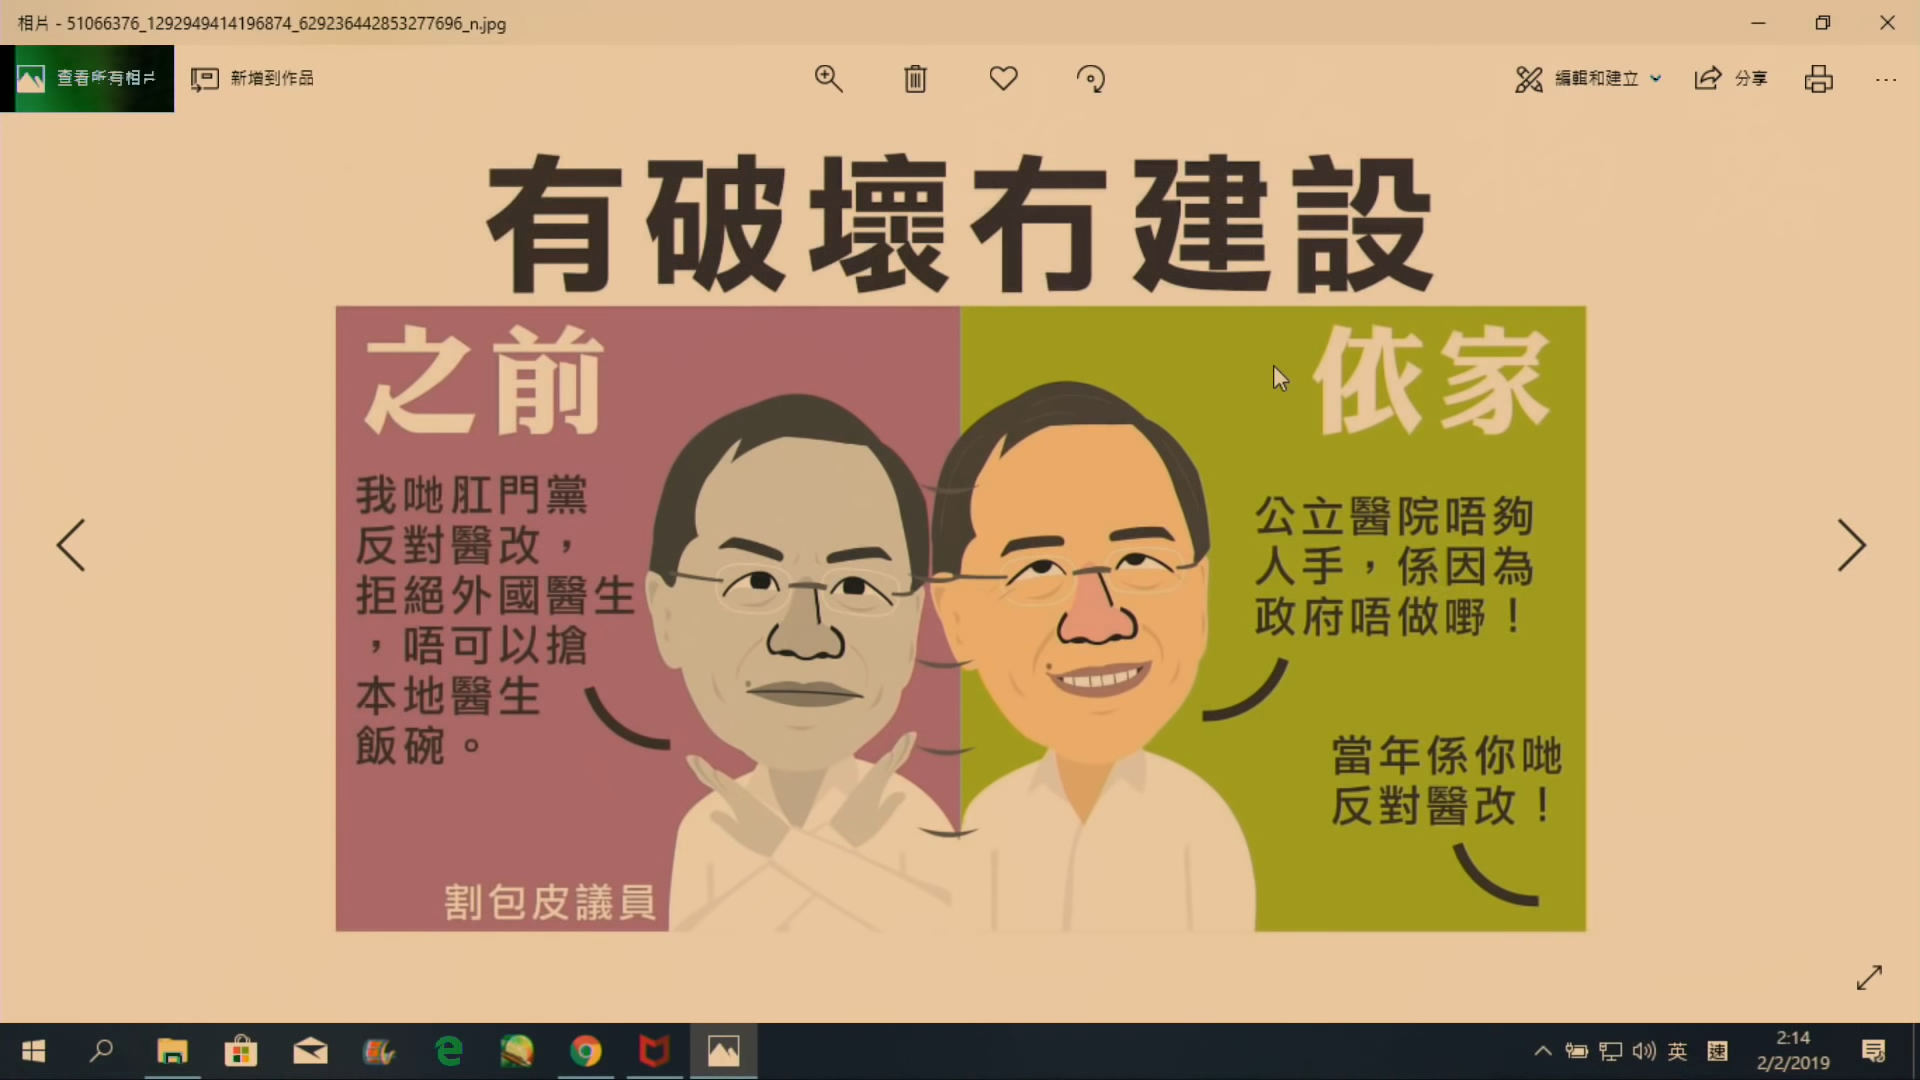 相片 - 51066376_1292949414196874_629236442853277696_n.jpg
查看所有相片
新增到作品
編輯和建立
分享
有破壞冇建設
之前
我哋肛門黨
反對醫改，
拒絕外國醫生
，唔可以搶
本地醫生
飯碗。
割包皮議員
依家
公立醫院唔夠
人手，係因為
政府唔做嘢！
當年係你哋
反對醫改！
英
速
2:14
2/2/2019